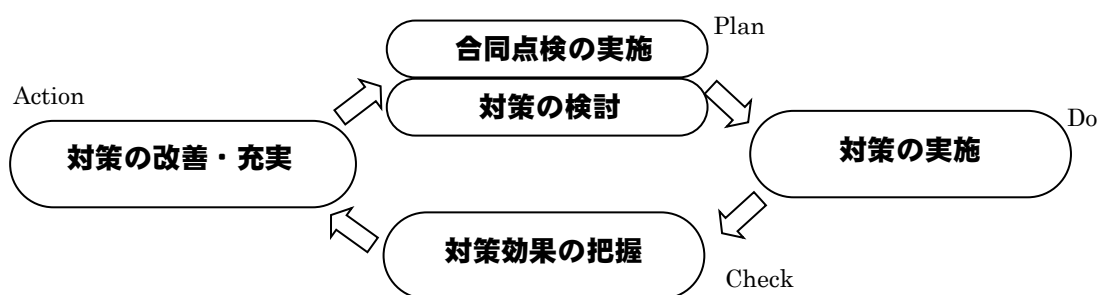 合同点検の実施
Plan
対策の検討
Action
Do
対策の改善・充実
対策の実施
対策効果の把握
Check